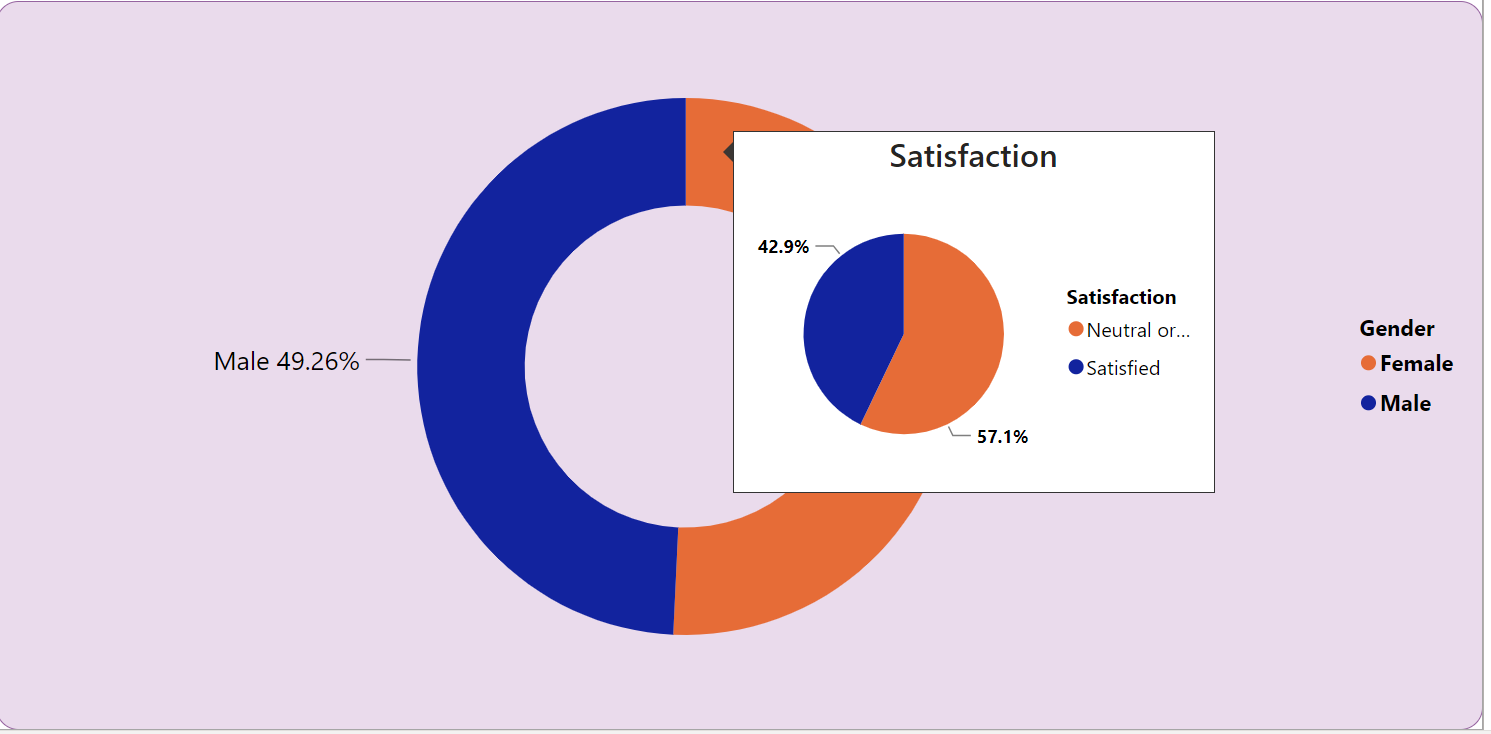 Satisfaction
42.9%
Satisfaction
Neutral or...
Satisfied
57.1%
Male 49.26%
Gender
Female
Male